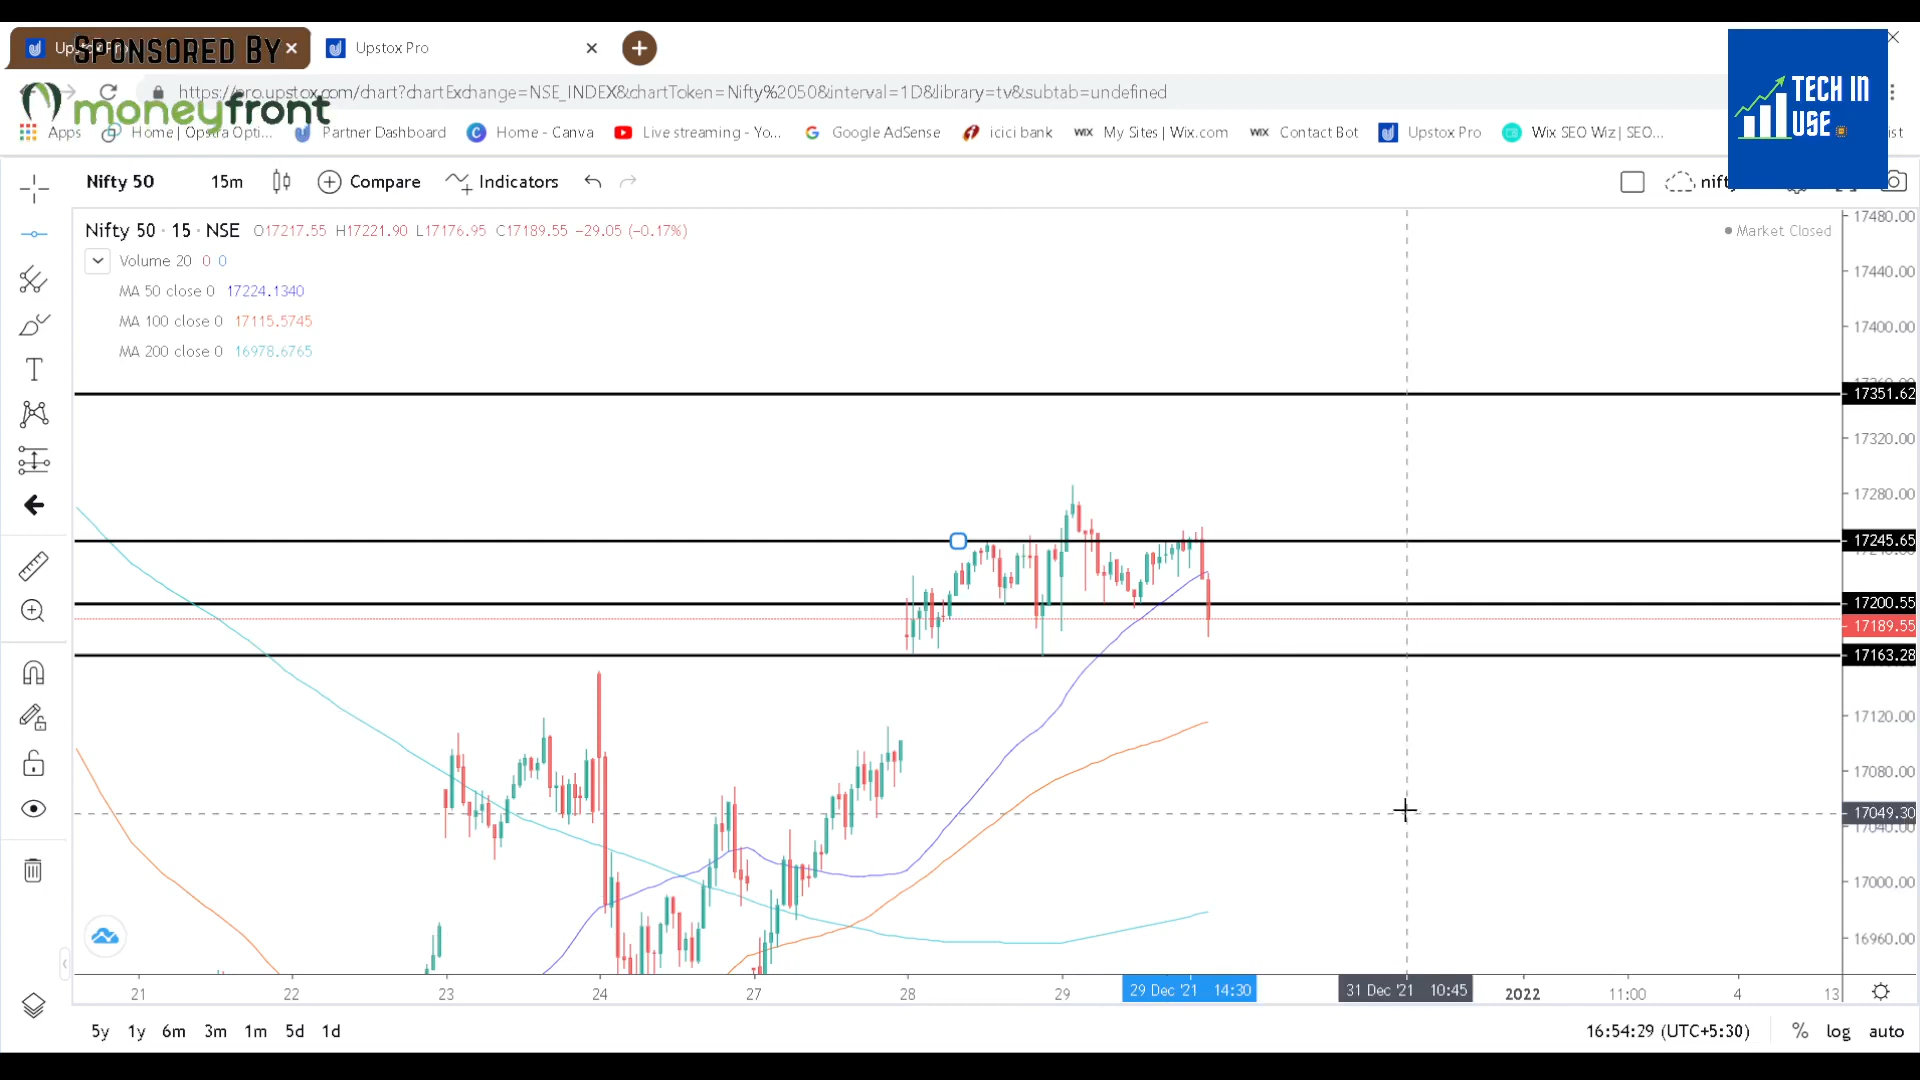 SPONSORED BY
Upstox Pro
moneyfront
https://pro.upstox.com/chart?chartExchange=NSE_INDEX&chartToken=Nifty%2050&interval=1D&library=tv&subtab=undefined
Apps Home | Opstra Opti... Partner Dashboard Home - Canva Live streaming - Yo... Google AdSense icici bank WIX My Sites | Wix.com WIX Contact Bot Upstox Pro Wix SEO Wiz | SEO...
TECH IN
USE
Nifty 50 15m Compare Indicators
Nifty 50 · 15 · NSE O17217.55 H17221.90 L17176.95 C17189.55 −29.05 (−0.17%)
Market Closed
Volume 20 0 0
MA 50 close 0 17224.1340
MA 100 close 0 17115.5745
MA 200 close 0 16978.6765
17480.00
17440.00
17400.00
17351.62
17320.00
17280.00
17245.65
17200.55
17189.55
17163.28
17120.00
17080.00
17049.30
17040.00
17000.00
16960.00
21 22 23 24 27 28 29 29 Dec '21 14:30 31 Dec '21 10:45 2022 11:00 4 13
5y 1y 6m 3m 1m 5d 1d
16:54:29 (UTC+5:30) % log auto